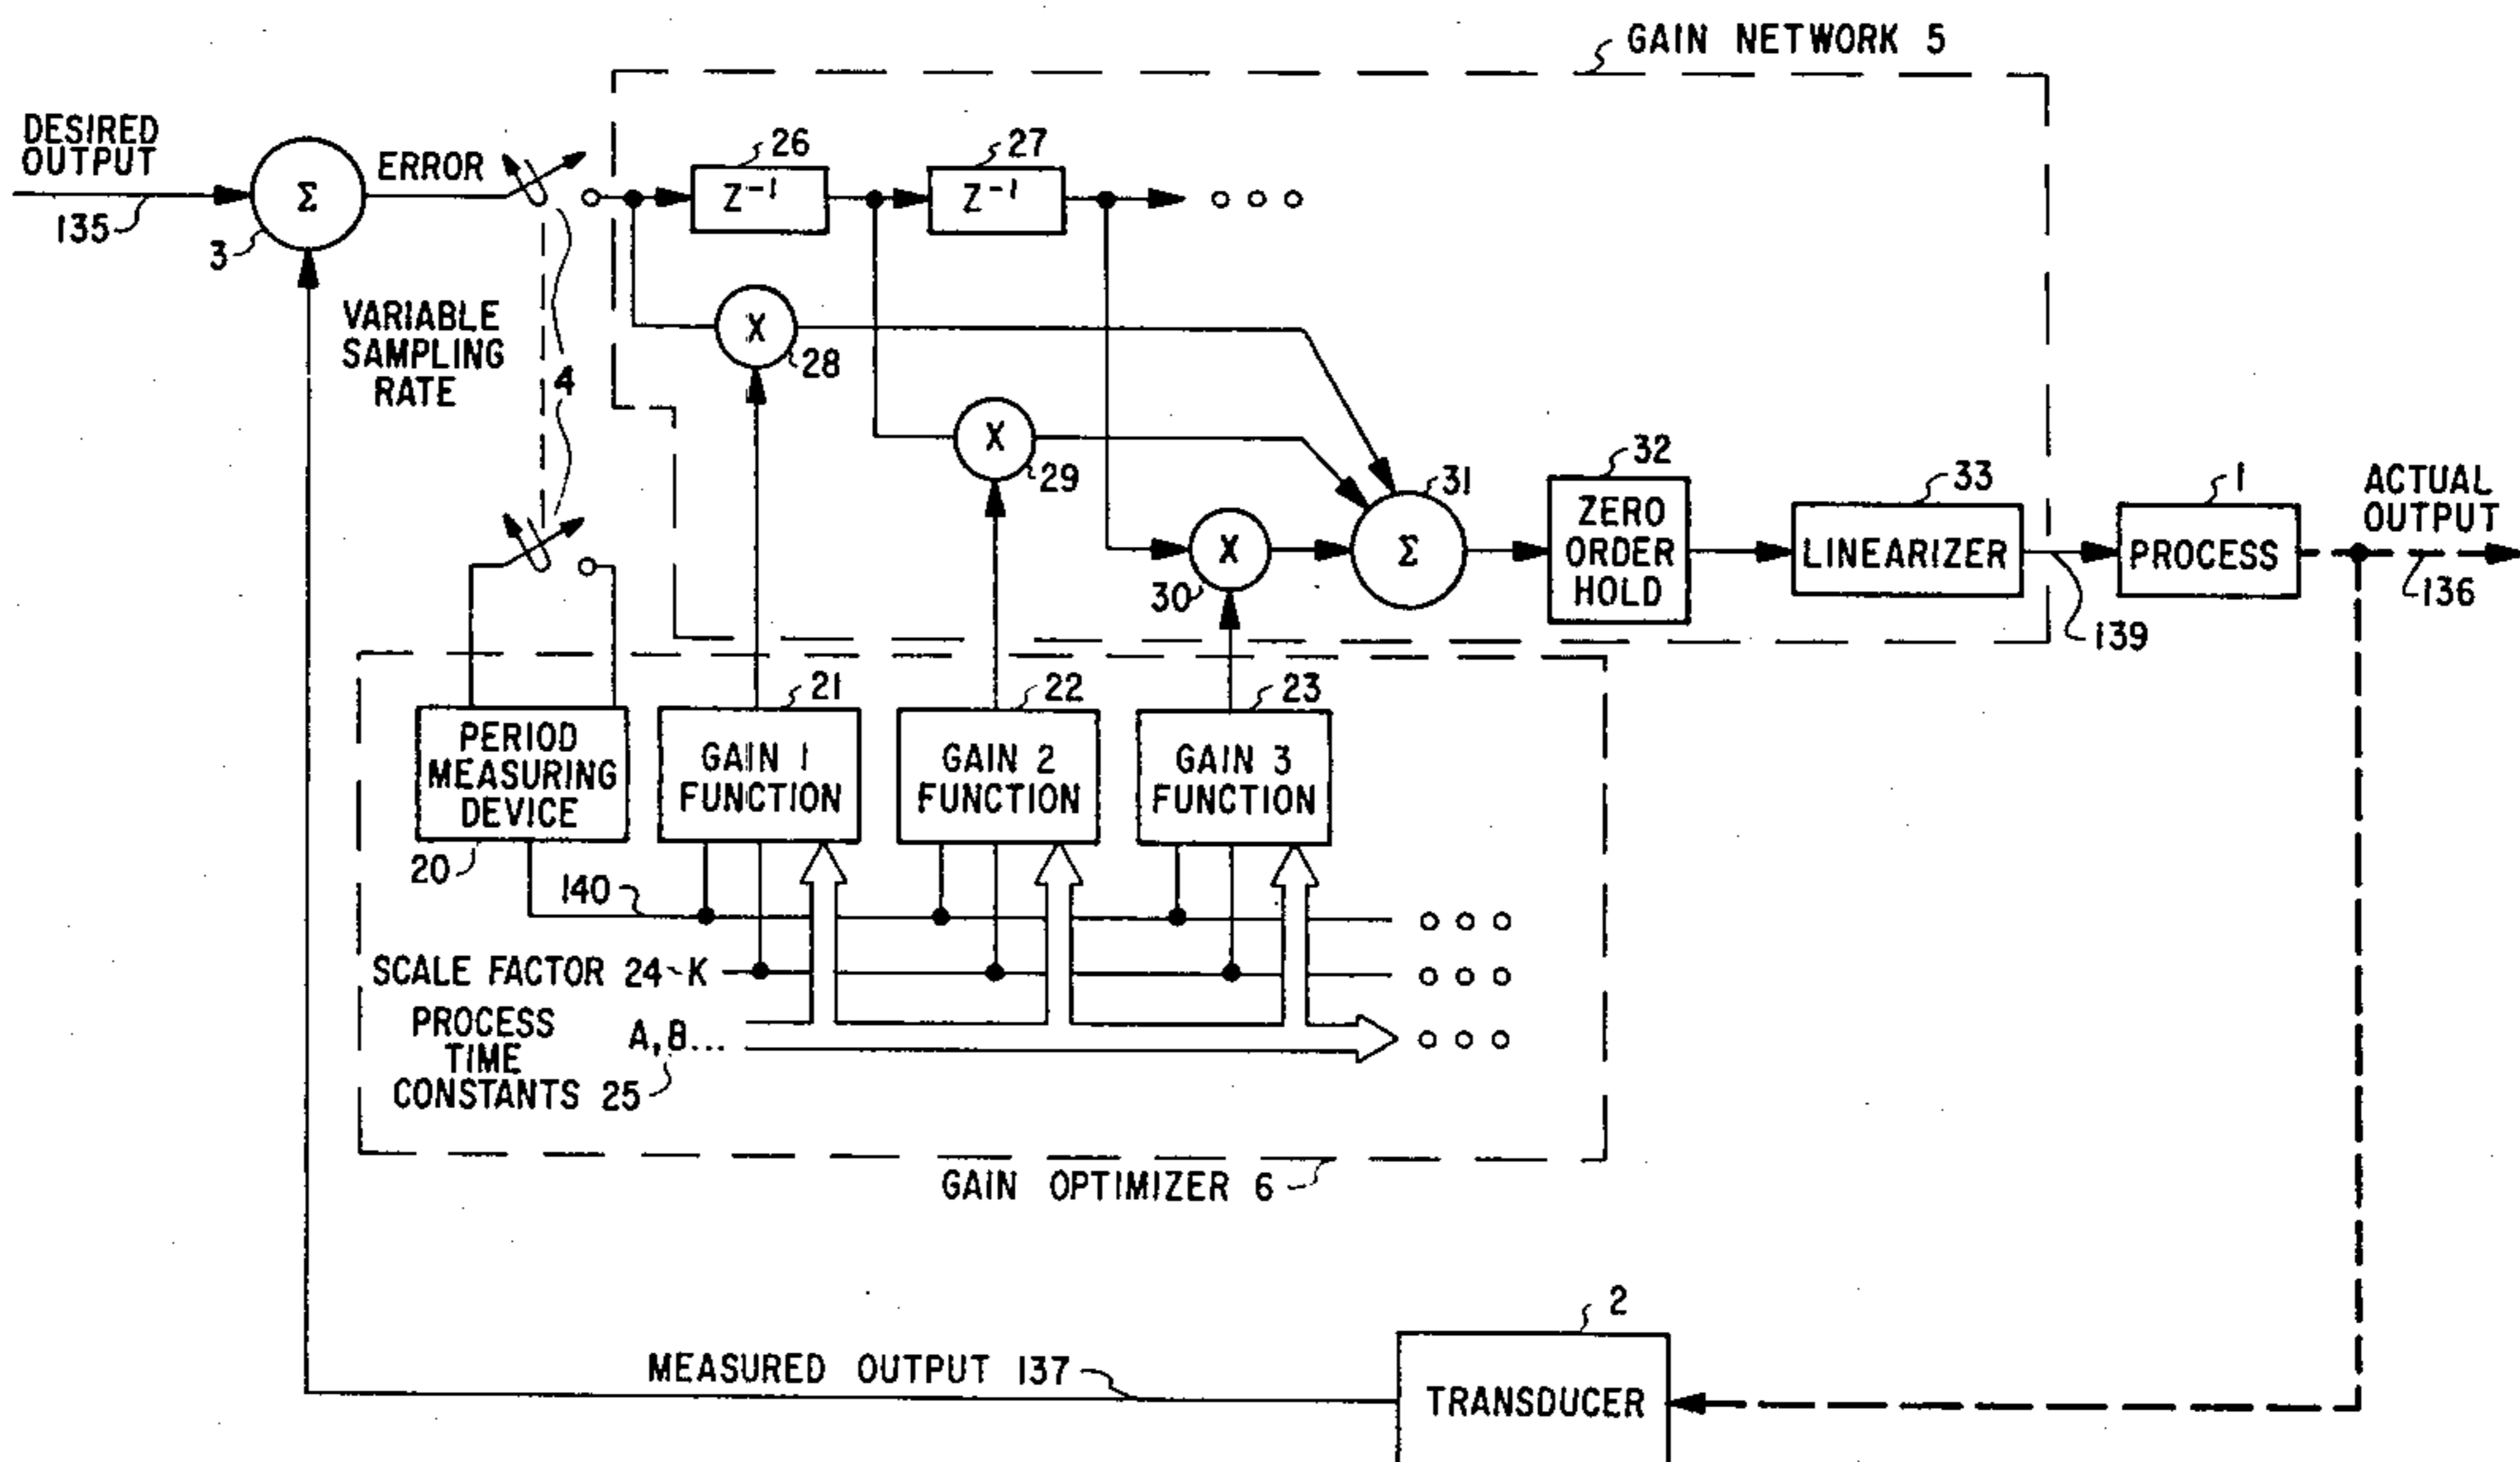 GAIN NETWORK 5
DESIRED
OUTPUT
135
Σ
3
ERROR
26
Z⁻¹
27
Z⁻¹
VARIABLE
SAMPLING
RATE
4
X
28
X
29
X
30
31
Σ
32
ZERO
ORDER
HOLD
33
LINEARIZER
139
1
PROCESS
ACTUAL
OUTPUT
136
PERIOD
MEASURING
DEVICE
20
21
GAIN 1
FUNCTION
22
GAIN 2
FUNCTION
23
GAIN 3
FUNCTION
140
SCALE FACTOR 24 K
PROCESS
TIME
CONSTANTS 25
A, B...
GAIN OPTIMIZER 6
MEASURED OUTPUT 137
2
TRANSDUCER